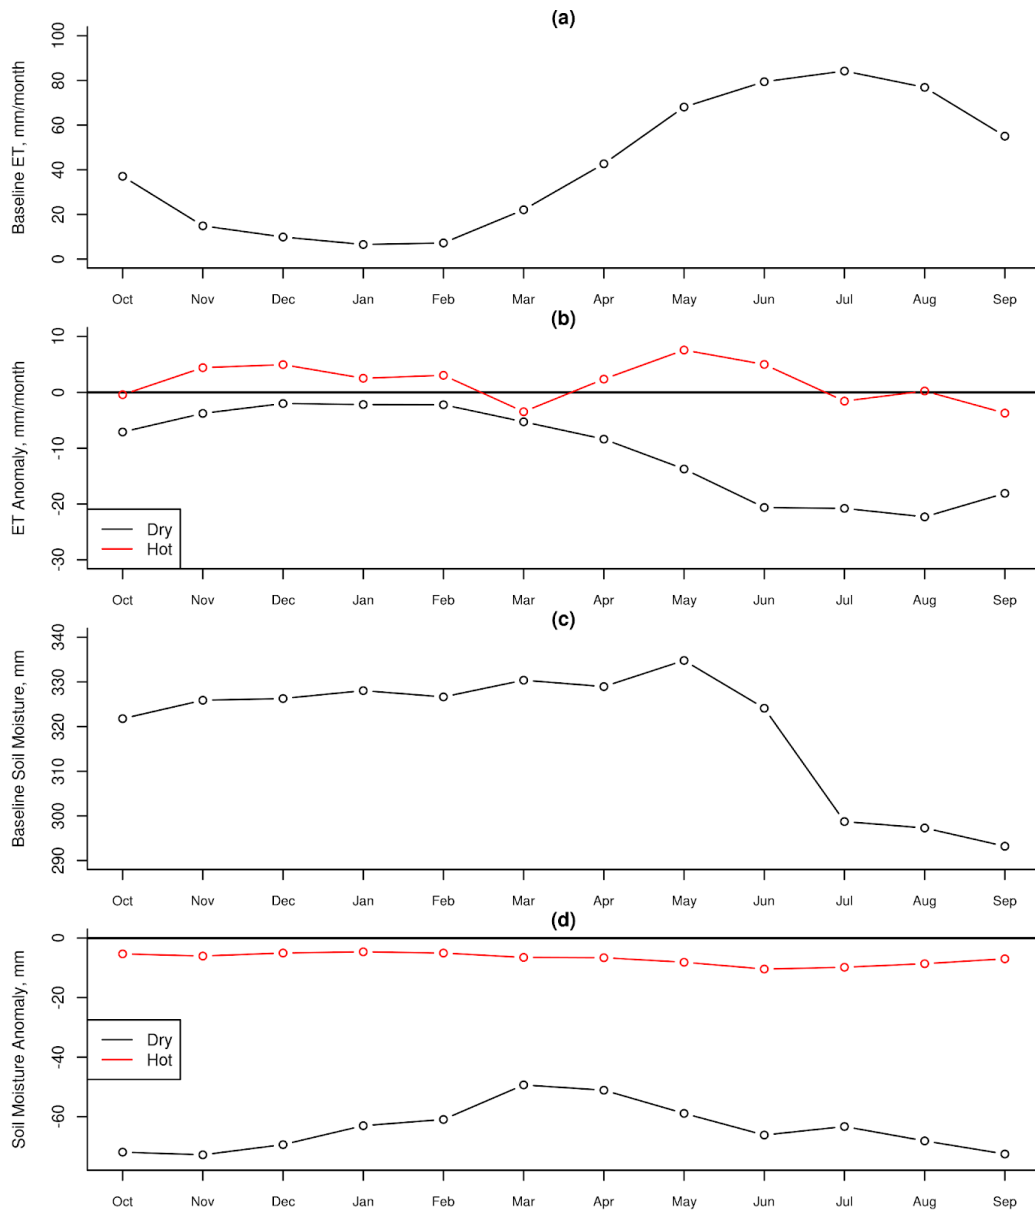 (a)
Baseline ET, mm/month
100
80
60
40
20
0
Oct Nov Dec Jan Feb Mar Apr May Jun Jul Aug Sep
(b)
ET Anomaly, mm/month
10
0
-10
-20
-30
Dry
Hot
Oct Nov Dec Jan Feb Mar Apr May Jun Jul Aug Sep
(c)
Baseline Soil Moisture, mm
340
330
320
310
300
290
Oct Nov Dec Jan Feb Mar Apr May Jun Jul Aug Sep
(d)
Soil Moisture Anomaly, mm
0
-20
-40
-60
Dry
Hot
Oct Nov Dec Jan Feb Mar Apr May Jun Jul Aug Sep